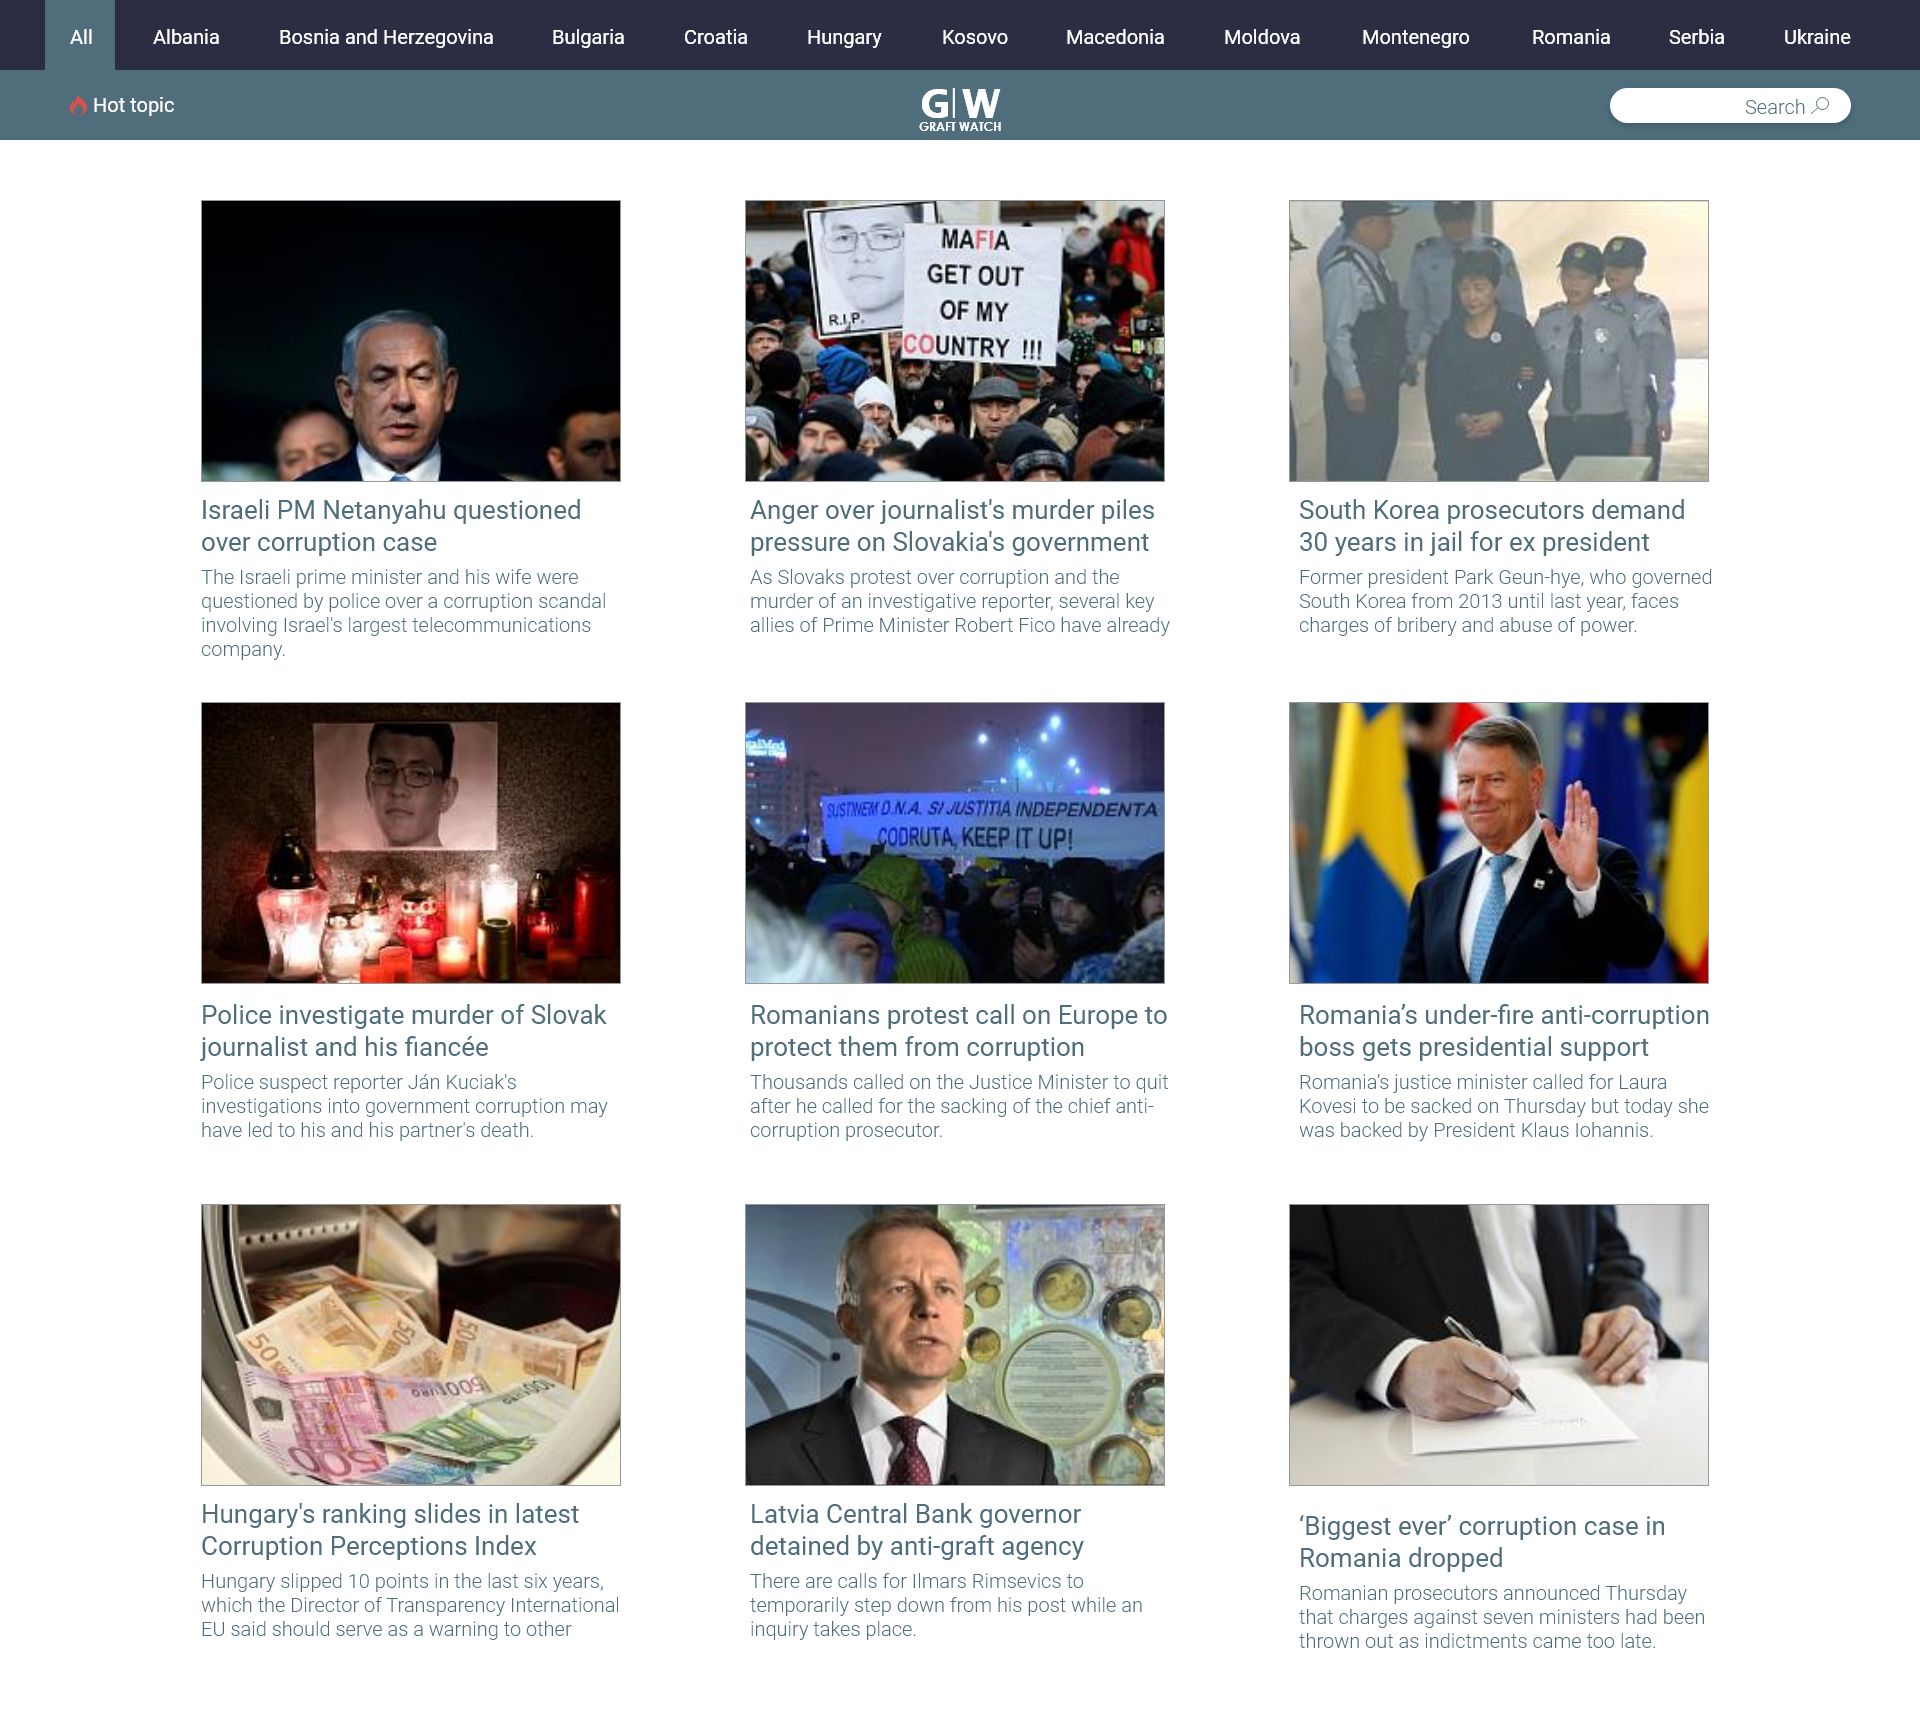 All
Albania
Bosnia and Herzegovina
Bulgaria
Croatia
Hungary
Kosovo
Macedonia
Moldova
Montenegro
Romania
Serbia
Ukraine
Hot topic
G|W
GRAFT WATCH
Search
R.I.P.
MAFIA
GET OUT
OF MY
COUNTRY !!!
Israeli PM Netanyahu questioned
over corruption case
The Israeli prime minister and his wife were
questioned by police over a corruption scandal
involving Israel's largest telecommunications
company.
Anger over journalist's murder piles
pressure on Slovakia's government
As Slovaks protest over corruption and the
murder of an investigative reporter, several key
allies of Prime Minister Robert Fico have already
South Korea prosecutors demand
30 years in jail for ex president
Former president Park Geun-hye, who governed
South Korea from 2013 until last year, faces
charges of bribery and abuse of power.
SUSTINEM D.N.A. SI JUSTITIA INDEPENDENTA
CODRUTA, KEEP IT UP!
Police investigate murder of Slovak
journalist and his fiancée
Police suspect reporter Ján Kuciak's
investigations into government corruption may
have led to his and his partner's death.
Romanians protest call on Europe to
protect them from corruption
Thousands called on the Justice Minister to quit
after he called for the sacking of the chief anti-
corruption prosecutor.
Romania’s under-fire anti-corruption
boss gets presidential support
Romania’s justice minister called for Laura
Kovesi to be sacked on Thursday but today she
was backed by President Klaus Iohannis.
50
50
50
500 EURO
100
500
Hungary's ranking slides in latest
Corruption Perceptions Index
Hungary slipped 10 points in the last six years,
which the Director of Transparency International
EU said should serve as a warning to other
Latvia Central Bank governor
detained by anti-graft agency
There are calls for Ilmars Rimsevics to
temporarily step down from his post while an
inquiry takes place.
‘Biggest ever’ corruption case in
Romania dropped
Romanian prosecutors announced Thursday
that charges against seven ministers had been
thrown out as indictments came too late.